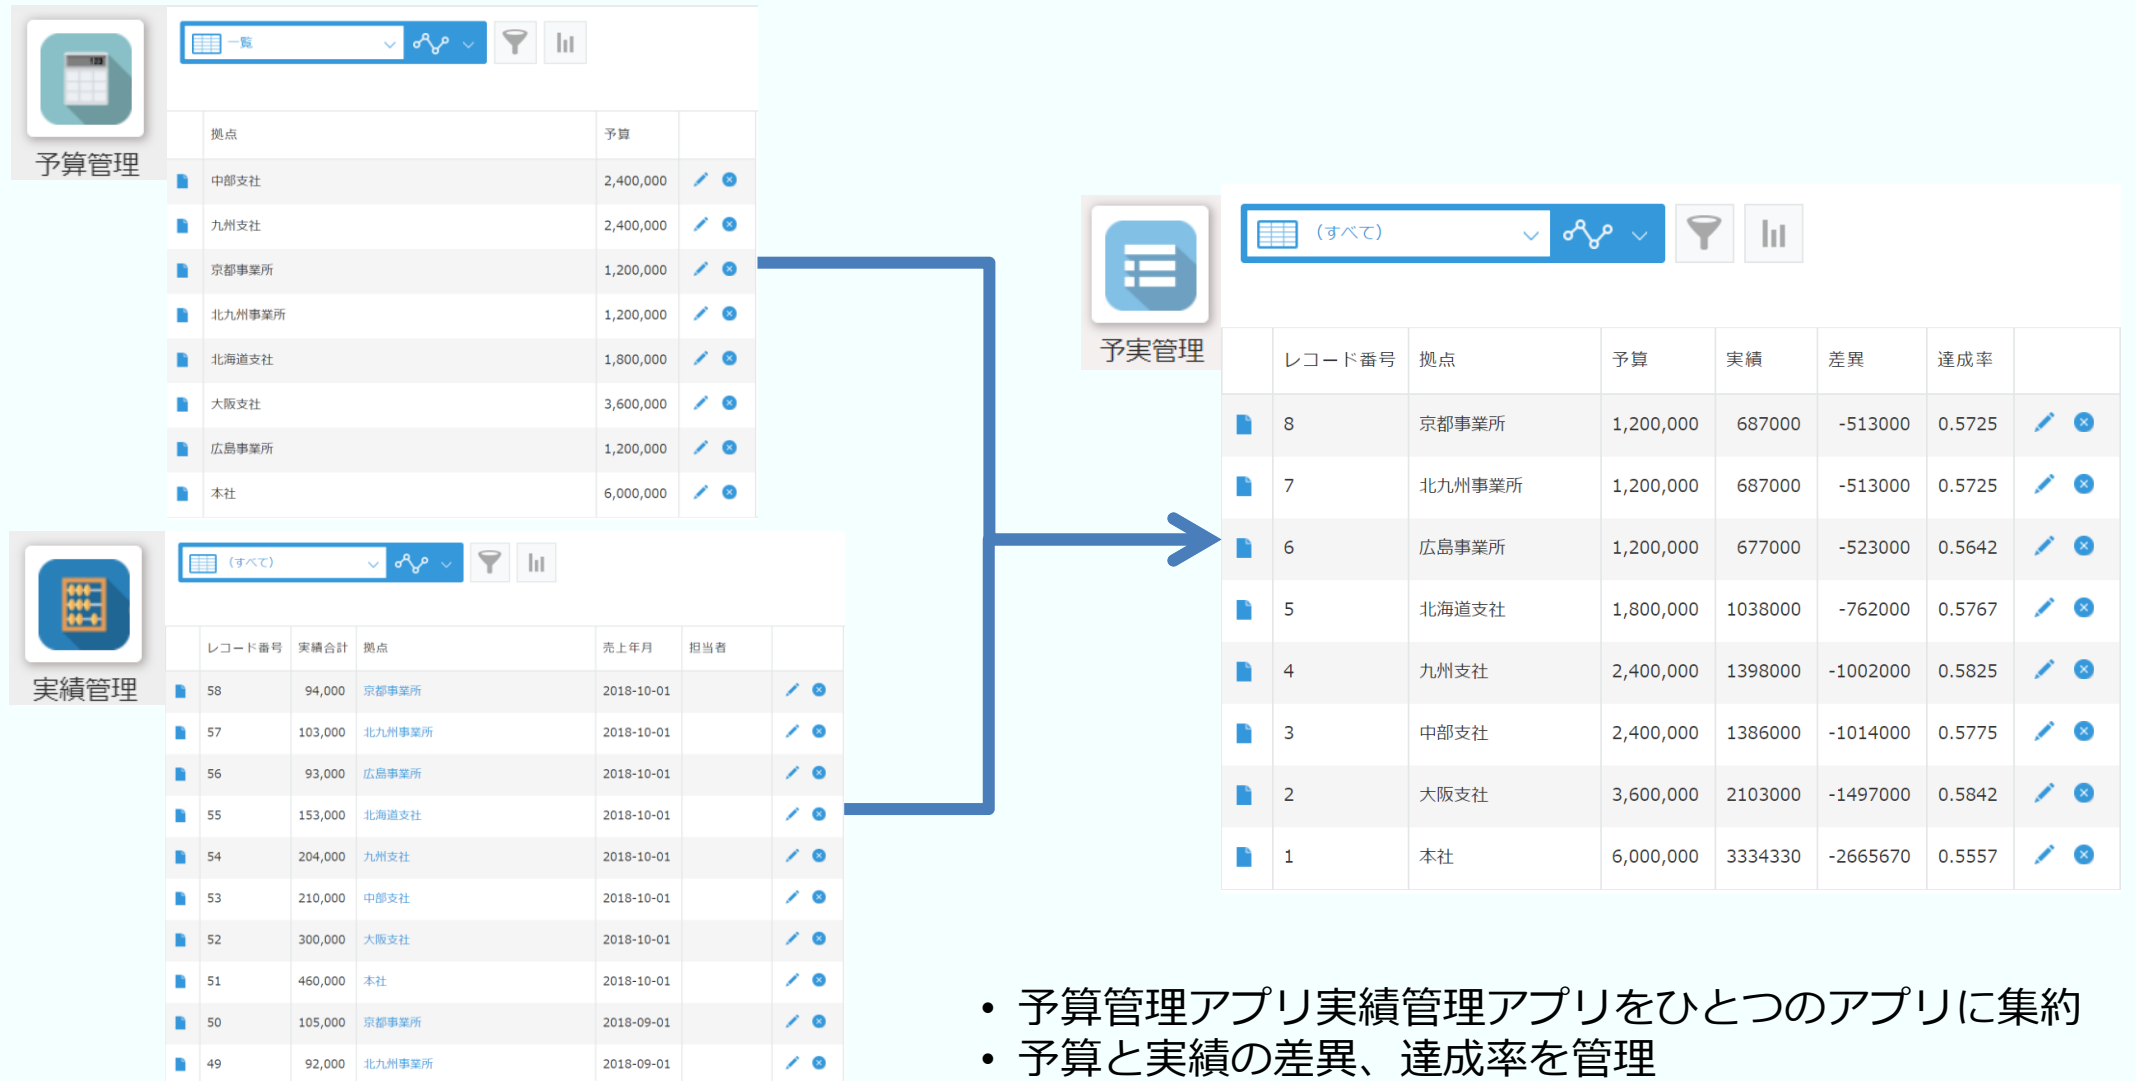 予算管理
一覧
拠点 予算
中部支社 2,400,000
九州支社 2,400,000
京都事業所 1,200,000
北九州事業所 1,200,000
北海道支社 1,800,000
大阪支社 3,600,000
広島事業所 1,200,000
本社 6,000,000
実績管理
(すべて)
レコード番号 実績合計 拠点 売上年月 担当者
58 94,000 京都事業所 2018-10-01
57 103,000 北九州事業所 2018-10-01
56 93,000 広島事業所 2018-10-01
55 153,000 北海道支社 2018-10-01
54 204,000 九州支社 2018-10-01
53 210,000 中部支社 2018-10-01
52 300,000 大阪支社 2018-10-01
51 460,000 本社 2018-10-01
50 105,000 京都事業所 2018-09-01
49 92,000 北九州事業所 2018-09-01
予実管理
(すべて)
レコード番号 拠点 予算 実績 差異 達成率
8 京都事業所 1,200,000 687000 -513000 0.5725
7 北九州事業所 1,200,000 687000 -513000 0.5725
6 広島事業所 1,200,000 677000 -523000 0.5642
5 北海道支社 1,800,000 1038000 -762000 0.5767
4 九州支社 2,400,000 1398000 -1002000 0.5825
3 中部支社 2,400,000 1386000 -1014000 0.5775
2 大阪支社 3,600,000 2103000 -1497000 0.5842
1 本社 6,000,000 3334330 -2665670 0.5557
• 予算管理アプリ実績管理アプリをひとつのアプリに集約
• 予算と実績の差異、達成率を管理